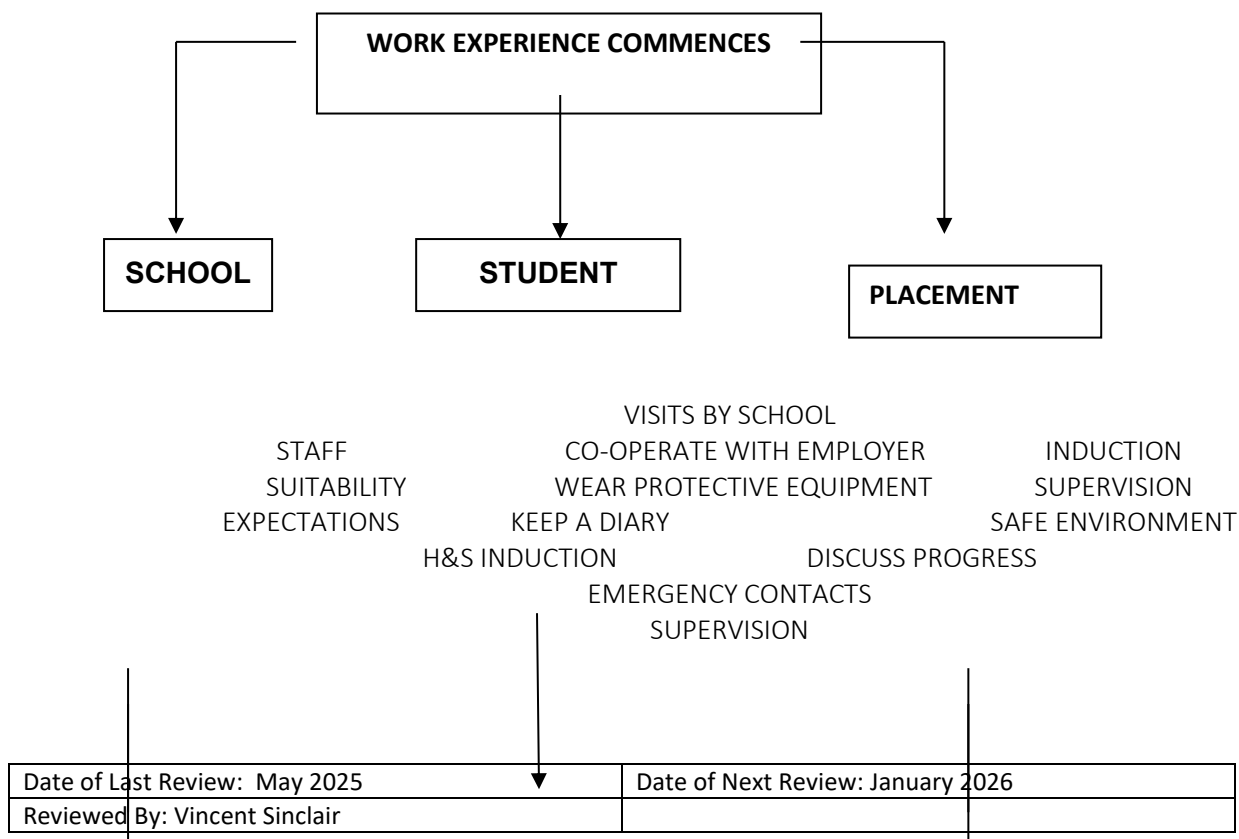 WORK EXPERIENCE COMMENCES
SCHOOL
STUDENT
PLACEMENT
VISITS BY SCHOOL
STAFF CO-OPERATE WITH EMPLOYER INDUCTION
SUITABILITY WEAR PROTECTIVE EQUIPMENT SUPERVISION
EXPECTATIONS KEEP A DIARY SAFE ENVIRONMENT
H&S INDUCTION DISCUSS PROGRESS
EMERGENCY CONTACTS
SUPERVISION
Date of Last Review: May 2025 Date of Next Review: January 2026
Reviewed By: Vincent Sinclair